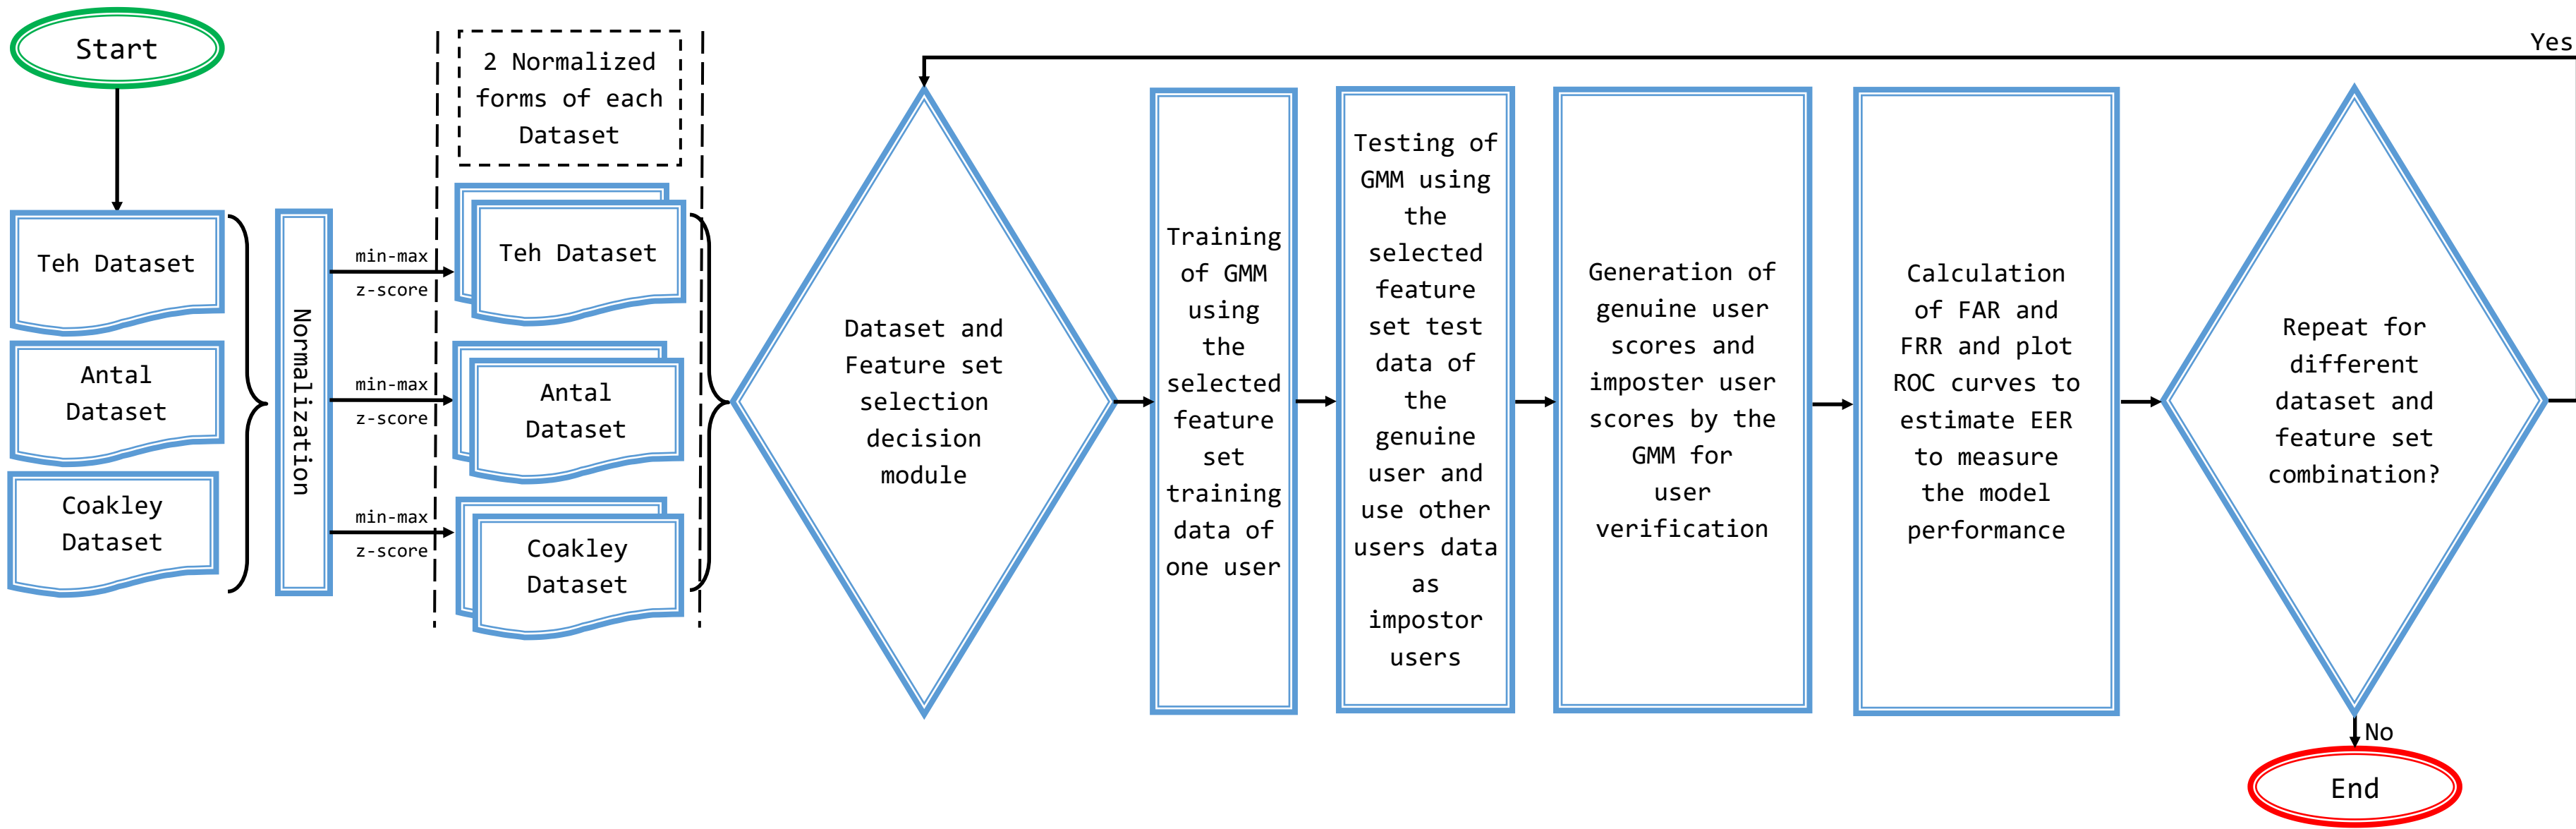 Start
Teh Dataset
Antal
Dataset
Coakley
Dataset
Normalization
min-max
z-score
min-max
z-score
min-max
z-score
2 Normalized
forms of each
Dataset
Teh Dataset
Antal
Dataset
Coakley
Dataset
Dataset and
Feature set
selection
decision
module
Training
of GMM
using
the
selected
feature
set
training
data of
one user
Testing of
GMM using
the
selected
feature
set test
data of
the
genuine
user and
use other
users data
as
impostor
users
Generation of
genuine user
scores and
imposter user
scores by the
GMM for
user
verification
Calculation
of FAR and
FRR and plot
ROC curves to
estimate EER
to measure
the model
performance
Repeat for
different
dataset and
feature set
combination?
Yes
No
End